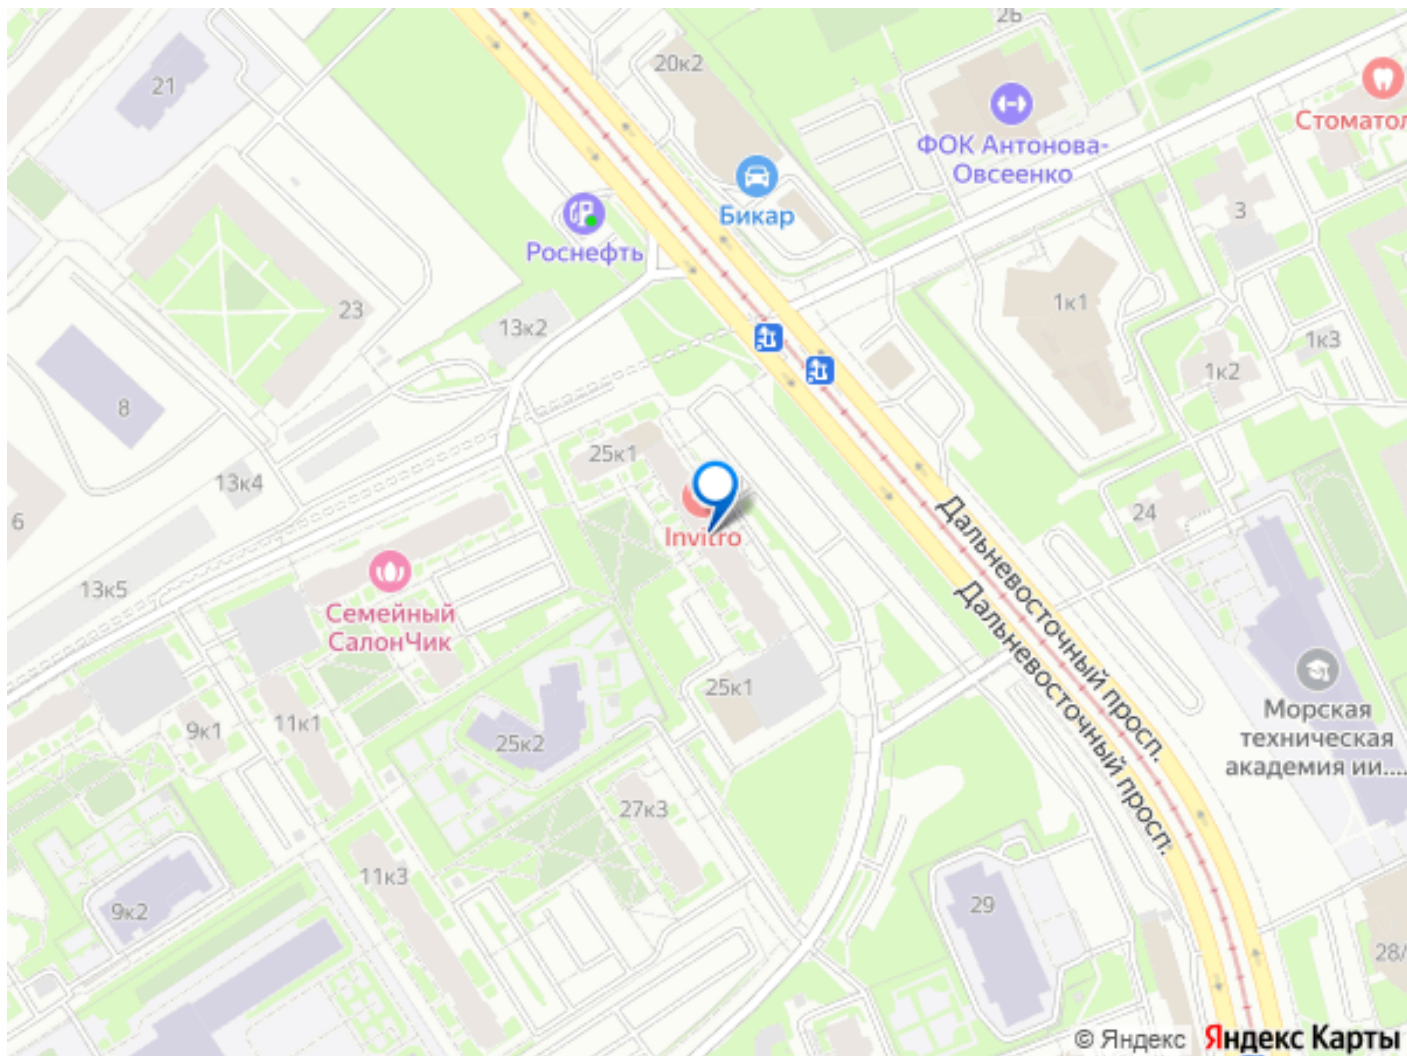 2Б
20к2
21
ФОК Антонова-
Овсеенко
Стоматол
Бикар
3
Роснефть
23
13к2
1к1
1к3
1к2
8
25к1
13к4
6
Invitro
24
Дальневосточный просп.
Дальневосточный просп.
13к5
Семейный
СалонЧик
25к1
9к1
11к1
25к2
Морская
техническая
академия ии....
27к3
11к3
9к2
29
28/
© Яндекс Яндекс Карты